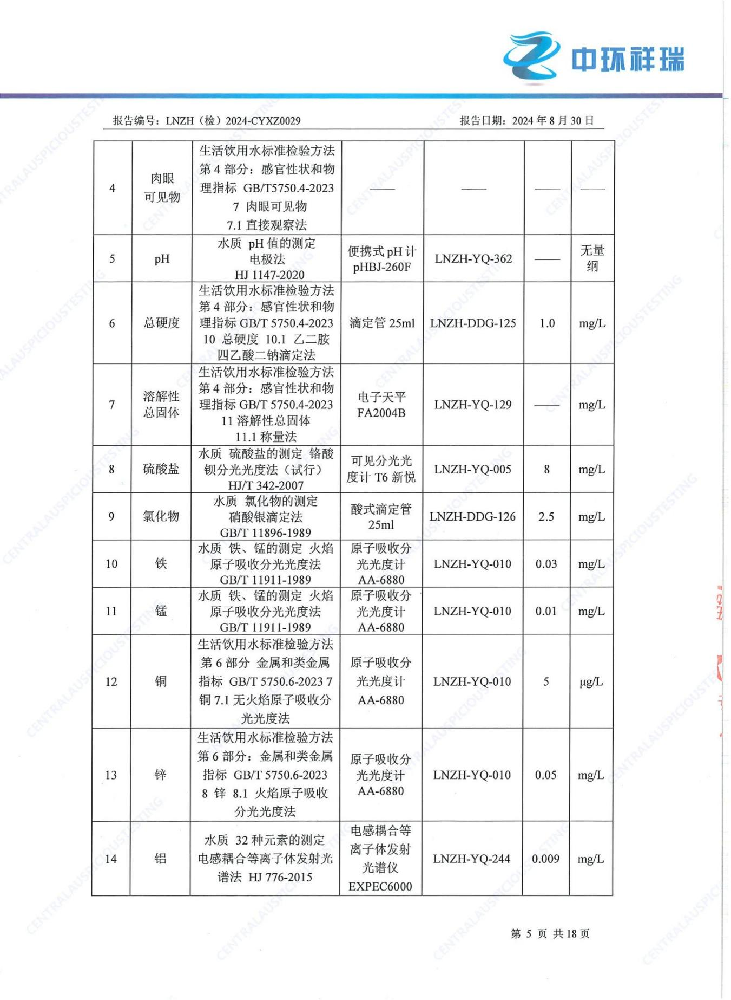 中环祥瑞
报告编号：LNZH（检）2024-CYXZ0029
报告日期：2024 年 8 月 30 日
4
肉眼
可见物
生活饮用水标准检验方法
第 4 部分：感官性状和物
理指标 GB/T5750.4-2023
7 肉眼可见物
7.1 直接观察法
——
——
——
——
5
pH
水质 pH 值的测定
电极法
HJ 1147-2020
便携式 pH 计
pHBJ-260F
LNZH-YQ-362
——
无量
纲
6
总硬度
生活饮用水标准检验方法
第 4 部分：感官性状和物
理指标 GB/T 5750.4-2023
10 总硬度 10.1 乙二胺
四乙酸二钠滴定法
滴定管 25ml
LNZH-DDG-125
1.0
mg/L
7
溶解性
总固体
生活饮用水标准检验方法
第 4 部分：感官性状和物
理指标 GB/T 5750.4-2023
11 溶解性总固体
11.1 称量法
电子天平
FA2004B
LNZH-YQ-129
——
mg/L
8
硫酸盐
水质 硫酸盐的测定 铬酸
钡分光光度法（试行）
HJ/T 342-2007
可见分光光
度计 T6 新悦
LNZH-YQ-005
8
mg/L
9
氯化物
水质 氯化物的测定
硝酸银滴定法
GB/T 11896-1989
酸式滴定管
25ml
LNZH-DDG-126
2.5
mg/L
10
铁
水质 铁、锰的测定 火焰
原子吸收分光光度法
GB/T 11911-1989
原子吸收分
光光度计
AA-6880
LNZH-YQ-010
0.03
mg/L
11
锰
水质 铁、锰的测定 火焰
原子吸收分光光度法
GB/T 11911-1989
原子吸收分
光光度计
AA-6880
LNZH-YQ-010
0.01
mg/L
12
铜
生活饮用水标准检验方法
第 6 部分 金属和类金属
指标 GB/T 5750.6-2023 7
铜 7.1 无火焰原子吸收分
光光度法
原子吸收分
光光度计
AA-6880
LNZH-YQ-010
5
μg/L
13
锌
生活饮用水标准检验方法
第 6 部分：金属和类金属
指标 GB/T 5750.6-2023
8 锌 8.1 火焰原子吸收
分光光度法
原子吸收分
光光度计
AA-6880
LNZH-YQ-010
0.05
mg/L
14
铝
水质 32 种元素的测定
电感耦合等离子体发射光
谱法 HJ 776-2015
电感耦合等
离子体发射
光谱仪
EXPEC6000
LNZH-YQ-244
0.009
mg/L
第 5 页 共 18 页
CENTRALAUSPICIOUSTESTING